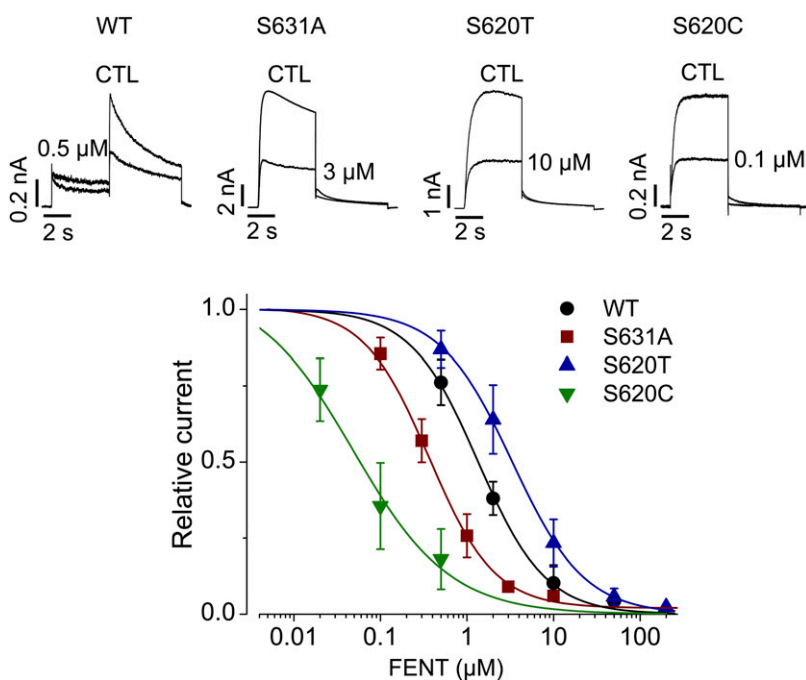 WT S631A S620T S620C
CTL CTL CTL CTL
0.5 µM 3 µM 10 µM 0.1 µM
0.2 nA 2 nA 1 nA 0.2 nA
2 s 2 s 2 s 2 s
1.0
0.5
0.0
Relative current
WT
S631A
S620T
S620C
0.01 0.1 1 10 100
FENT (µM)